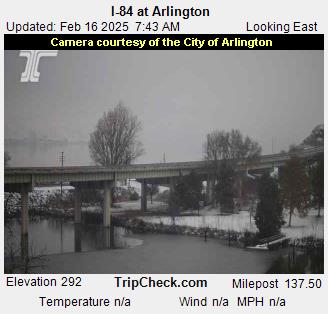 I-84 at Arlington
Updated: Feb 16 2025 7:43 AM Looking East
Camera courtesy of the City of Arlington
Elevation 292 TripCheck.com Milepost 137.50
Temperature n/a Wind n/a MPH n/a